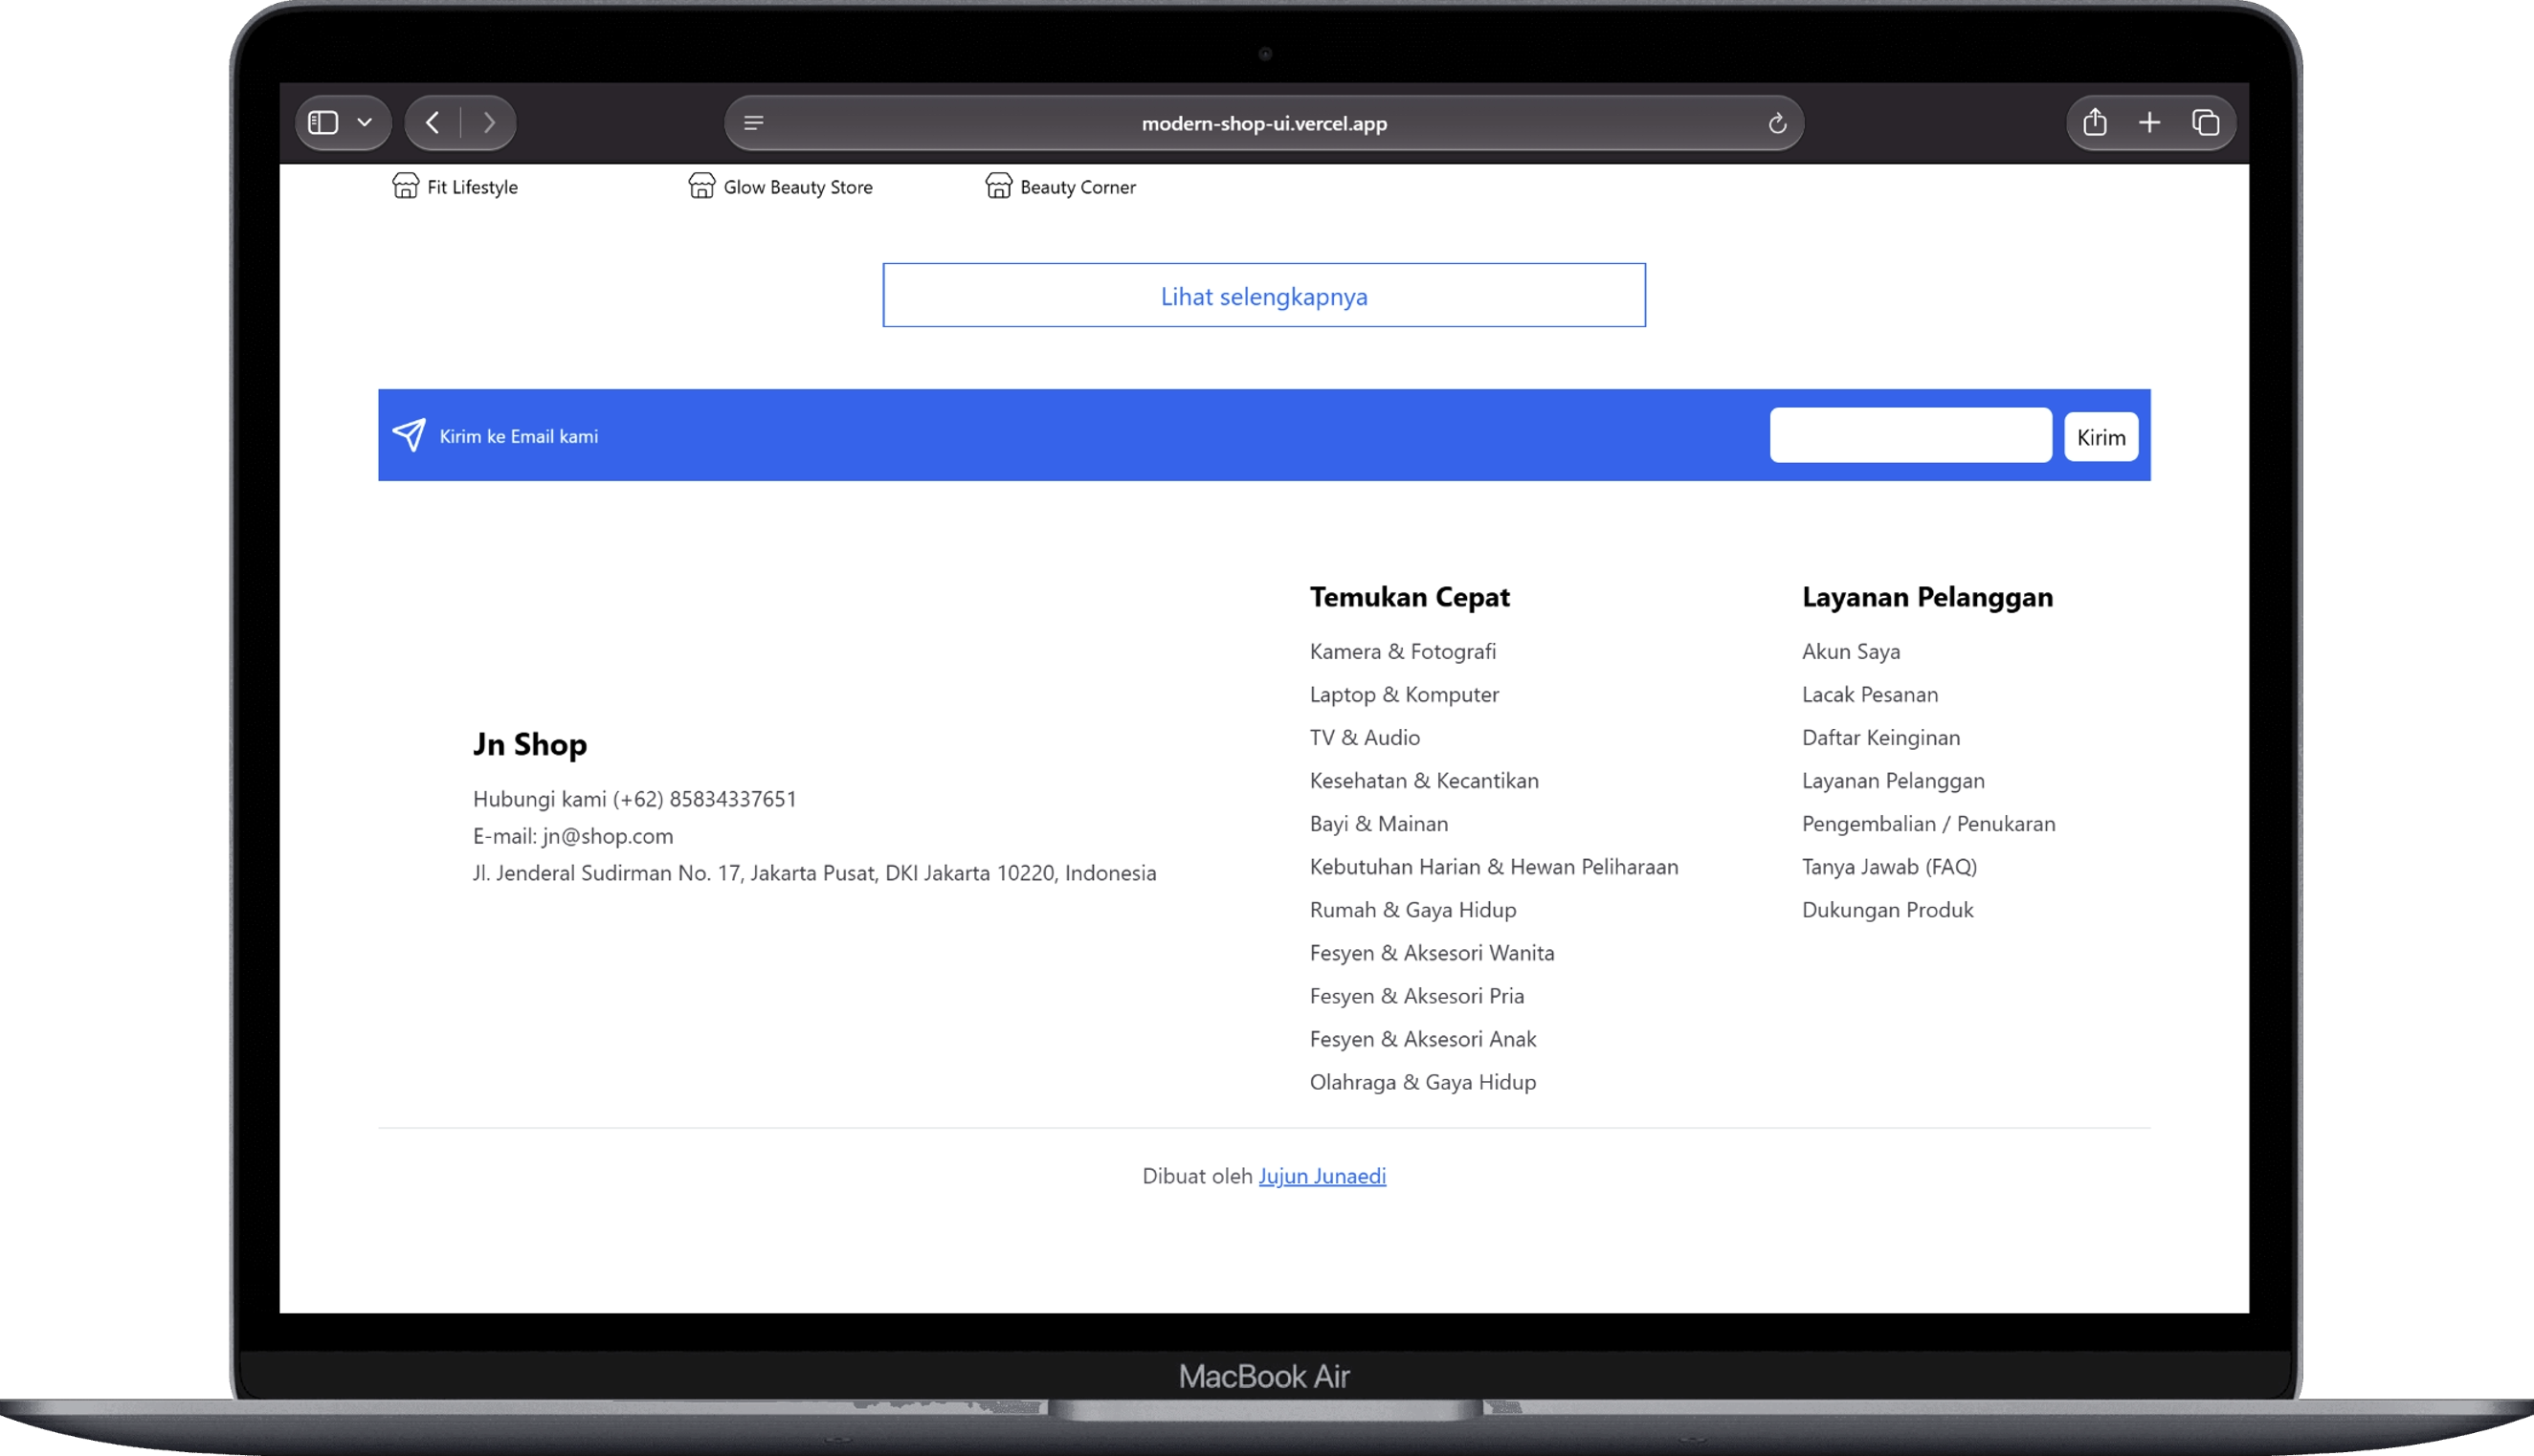 modern-shop-ui.vercel.app
Fit Lifestyle
Glow Beauty Store
Beauty Corner
Lihat selengkapnya
Kirim ke Email kami
Kirim
Jn Shop
Hubungi kami (+62) 85834337651
E-mail: jn@shop.com
Jl. Jenderal Sudirman No. 17, Jakarta Pusat, DKI Jakarta 10220, Indonesia
Temukan Cepat
Kamera & Fotografi
Laptop & Komputer
TV & Audio
Kesehatan & Kecantikan
Bayi & Mainan
Kebutuhan Harian & Hewan Peliharaan
Rumah & Gaya Hidup
Fesyen & Aksesori Wanita
Fesyen & Aksesori Pria
Fesyen & Aksesori Anak
Olahraga & Gaya Hidup
Layanan Pelanggan
Akun Saya
Lacak Pesanan
Daftar Keinginan
Layanan Pelanggan
Pengembalian / Penukaran
Tanya Jawab (FAQ)
Dukungan Produk
Dibuat oleh Jujun Junaedi
MacBook Air